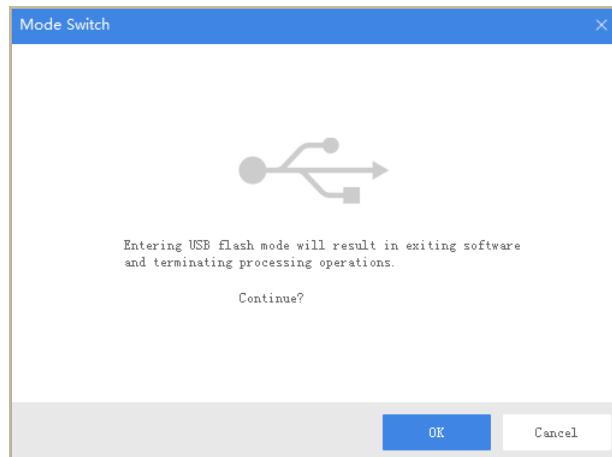 Mode Switch
Entering USB flash mode will result in exiting software
and terminating processing operations.
Continue?
OK
Cancel